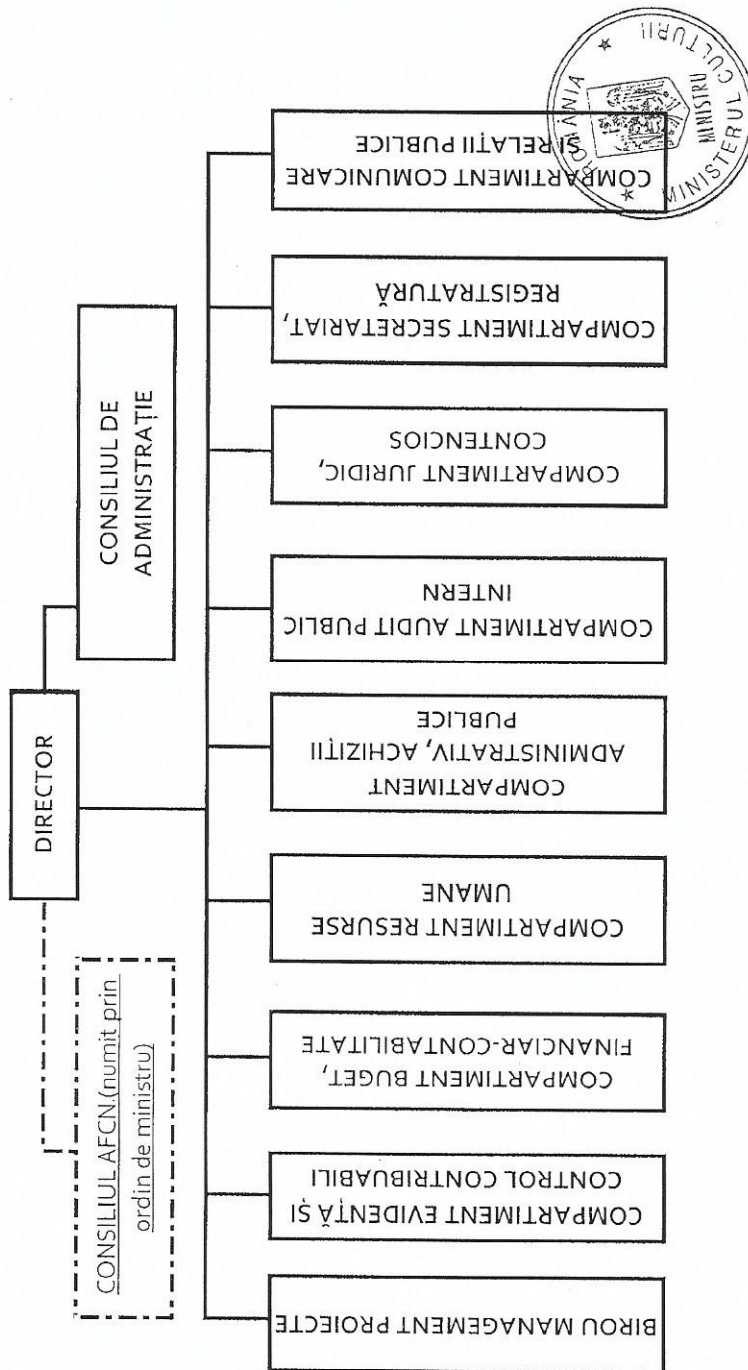 DIRECTOR
CONSILIUL AFCN.(numit prin
ordin de ministru)
CONSILIUL DE
ADMINISTRAȚIE
BIROU MANAGEMENT PROIECTE
COMPARTIMENT EVIDENȚĂ ȘI
CONTROL CONTRIBUABILI
COMPARTIMENT BUGET,
FINANCIAR-CONTABILITATE
COMPARTIMENT RESURSE
UMANE
COMPARTIMENT
ADMINISTRATIV, ACHIZIȚII
PUBLICE
COMPARTIMENT AUDIT PUBLIC
INTERN
COMPARTIMENT JURIDIC,
CONTENCIOS
COMPARTIMENT SECRETARIAT,
REGISTRATURĂ
COMPARTIMENT COMUNICARE
ȘI RELAȚII PUBLICE
ROMÂNIA
MINISTERUL CULTURII
MINISTRU